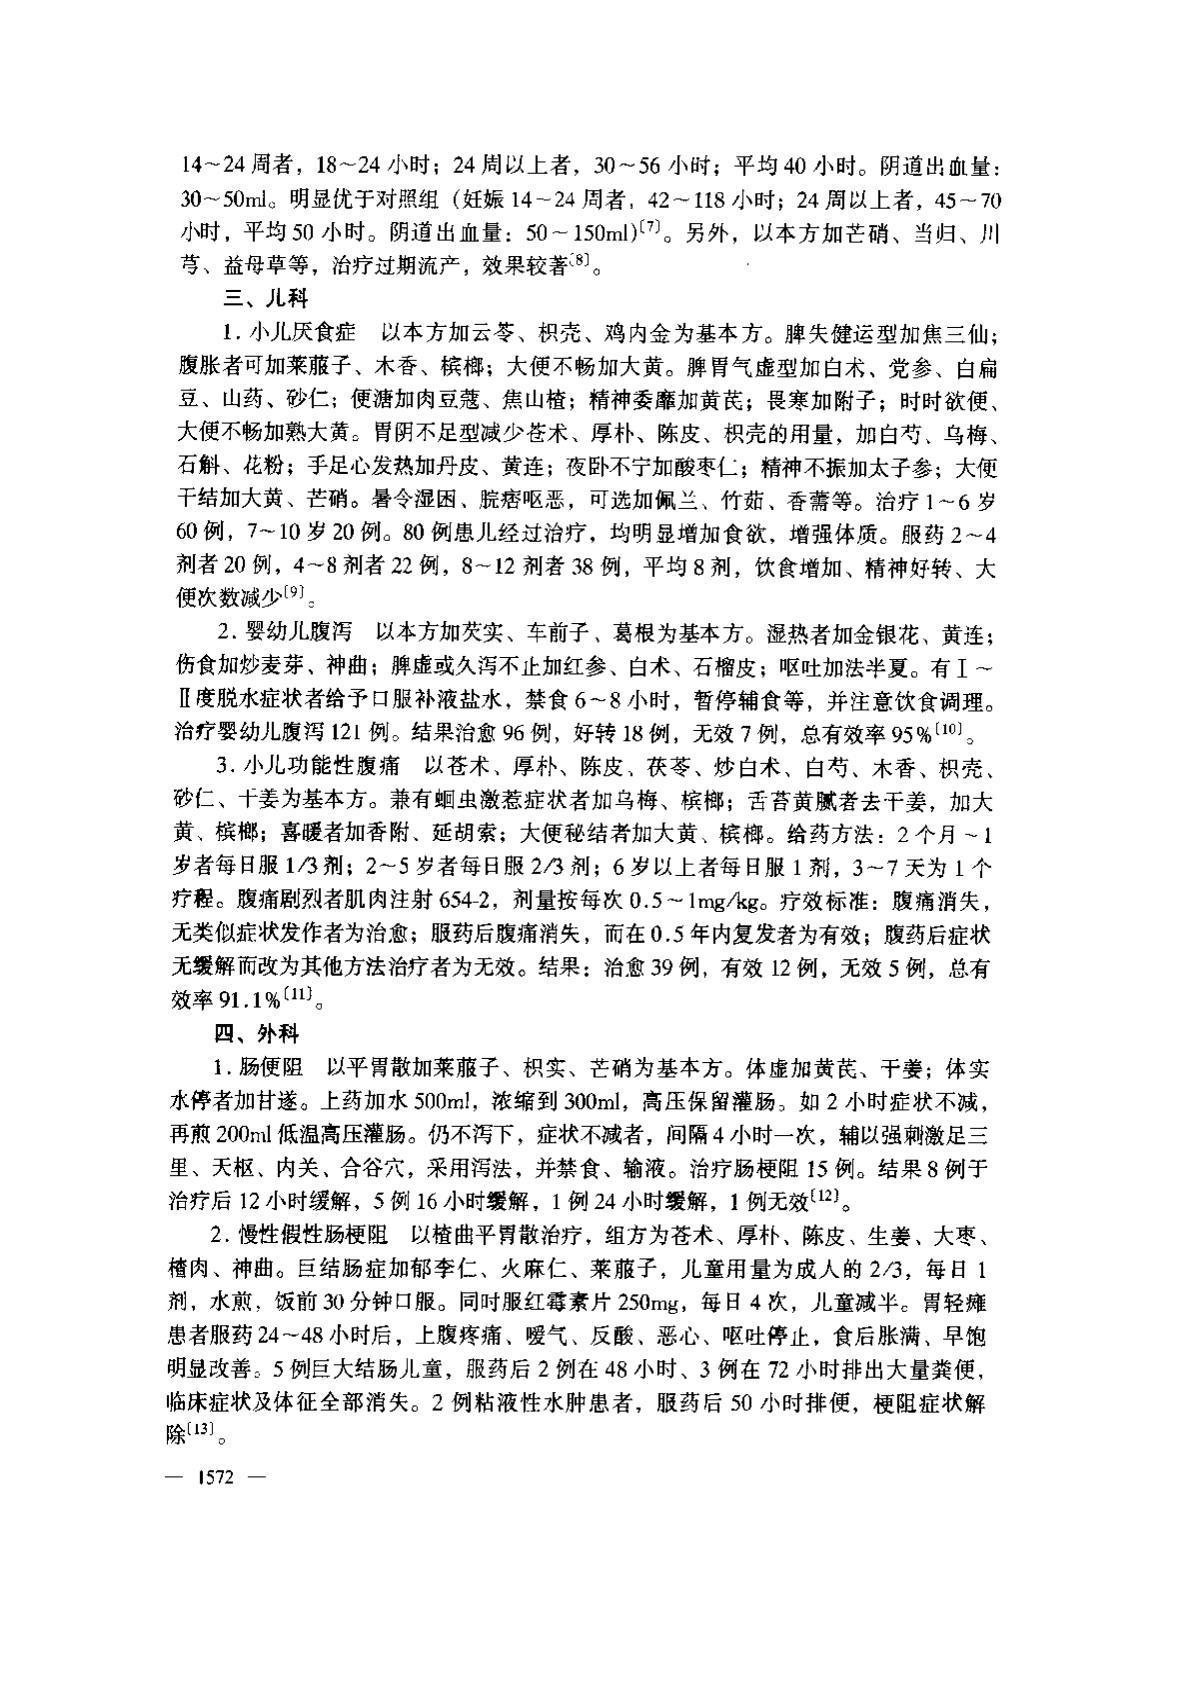 14～24 周者，18～24 小时；24 周以上者，30～56 小时；平均 40 小时。阴道出血量：
30～50ml。明显优于对照组（妊娠 14～24 周者，42～118 小时；24 周以上者，45～70
小时，平均 50 小时。阴道出血量：50～150ml)〔7〕。另外，以本方加芒硝、当归、川
芎、益母草等，治疗过期流产，效果较著〔8〕。
三、儿科
1. 小儿厌食症　以本方加云苓、枳壳、鸡内金为基本方。脾失健运型加焦三仙；
腹胀者可加莱菔子、木香、槟榔；大便不畅加大黄。脾胃气虚型加白术、党参、白扁
豆、山药、砂仁；便溏加肉豆蔻、焦山楂；精神委靡加黄芪；畏寒加附子；时时欲便、
大便不畅加熟大黄。胃阴不足型减少苍术、厚朴、陈皮、枳壳的用量，加白芍、乌梅、
石斛、花粉；手足心发热加丹皮、黄连；夜卧不宁加酸枣仁；精神不振加太子参；大便
干结加大黄、芒硝。暑令湿困、脘痞呕恶，可选加佩兰、竹茹、香薷等。治疗 1～6 岁
60 例，7～10 岁 20 例。80 例患儿经过治疗，均明显增加食欲，增强体质。服药 2～4
剂者 20 例，4～8 剂者 22 例，8～12 剂者 38 例，平均 8 剂，饮食增加、精神好转、大
便次数减少〔9〕。
2. 婴幼儿腹泻　以本方加芡实、车前子、葛根为基本方。湿热者加金银花、黄连；
伤食加炒麦芽、神曲；脾虚或久泻不止加红参、白术、石榴皮；呕吐加法半夏。有Ⅰ～
Ⅱ度脱水症状者给予口服补液盐水，禁食 6～8 小时，暂停辅食等，并注意饮食调理。
治疗婴幼儿腹泻 121 例。结果治愈 96 例，好转 18 例，无效 7 例，总有效率 95%〔10〕。
3. 小儿功能性腹痛　以苍术、厚朴、陈皮、茯苓、炒白术、白芍、木香、枳壳、
砂仁、干姜为基本方。兼有蛔虫激惹症状者加乌梅、槟榔；舌苔黄腻者去干姜，加大
黄、槟榔；喜暖者加香附、延胡索；大便秘结者加大黄、槟榔。给药方法：2 个月～1
岁者每日服 1/3 剂；2～5 岁者每日服 2/3 剂；6 岁以上者每日服 1 剂，3～7 天为 1 个
疗程。腹痛剧烈者肌肉注射 654-2，剂量按每次 0.5～1mg/kg。疗效标准：腹痛消失，
无类似症状发作者为治愈；服药后腹痛消失，而在 0.5 年内复发者为有效；腹药后症状
无缓解而改为其他方法治疗者为无效。结果：治愈 39 例，有效 12 例，无效 5 例，总有
效率 91.1%〔11〕。
四、外科
1. 肠便阻　以平胃散加莱菔子、枳实、芒硝为基本方。体虚加黄芪、干姜；体实
水停者加甘遂。上药加水 500ml，浓缩到 300ml，高压保留灌肠。如 2 小时症状不减，
再煎 200ml 低温高压灌肠。仍不泻下，症状不减者，间隔 4 小时一次，辅以强刺激足三
里、天枢、内关、合谷穴，采用泻法，并禁食、输液。治疗肠梗阻 15 例。结果 8 例于
治疗后 12 小时缓解，5 例 16 小时缓解，1 例 24 小时缓解，1 例无效〔12〕。
2. 慢性假性肠梗阻　以楂曲平胃散治疗，组方为苍术、厚朴、陈皮、生姜、大枣、
楂肉、神曲。巨结肠症加郁李仁、火麻仁、莱菔子，儿童用量为成人的 2/3，每日 1
剂，水煎，饭前 30 分钟口服。同时服红霉素片 250mg，每日 4 次，儿童减半。胃轻瘫
患者服药 24～48 小时后，上腹疼痛、嗳气、反酸、恶心、呕吐停止，食后胀满、早饱
明显改善。5 例巨大结肠儿童，服药后 2 例在 48 小时、3 例在 72 小时排出大量粪便，
临床症状及体征全部消失。2 例粘液性水肿患者，服药后 50 小时排便，梗阻症状解
除〔13〕。
— 1572 —